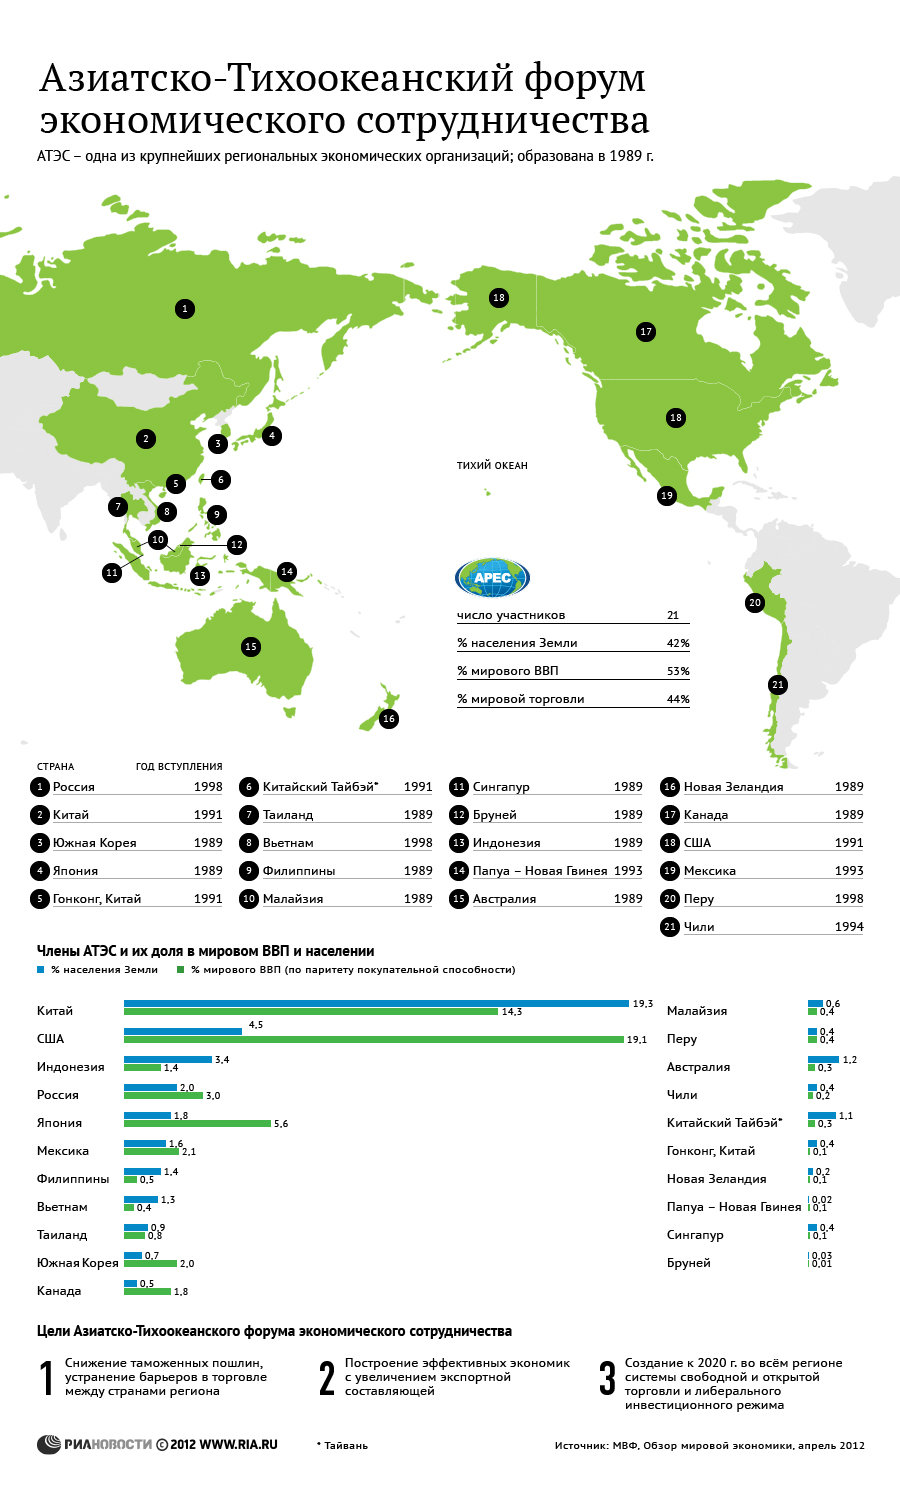 Азиатско-Тихоокеанский форум
экономического сотрудничества
АТЭС – одна из крупнейших региональных экономических организаций; образована в 1989 г.
1
18
17
18
2
3
4
ТИХИЙ ОКЕАН
5
6
19
7
8
9
10
12
11
13
14
APEC
20
число участников 21
15
% населения Земли 42%
% мирового ВВП 53%
21
% мировой торговли 44%
16
СТРАНА ГОД ВСТУПЛЕНИЯ
1 Россия 1998
2 Китай 1991
3 Южная Корея 1989
4 Япония 1989
5 Гонконг, Китай 1991
6 Китайский Тайбэй* 1991
7 Таиланд 1989
8 Вьетнам 1998
9 Филиппины 1989
10 Малайзия 1989
11 Сингапур 1989
12 Бруней 1989
13 Индонезия 1989
14 Папуа – Новая Гвинея 1993
15 Австралия 1989
16 Новая Зеландия 1989
17 Канада 1989
18 США 1991
19 Мексика 1993
20 Перу 1998
21 Чили 1994
Члены АТЭС и их доля в мировом ВВП и населении
% населения Земли % мирового ВВП (по паритету покупательной способности)
Китай 19,3 14,3
США 4,5 19,1
Индонезия 3,4 1,4
Россия 2,0 3,0
Япония 1,8 5,6
Мексика 1,6 2,1
Филиппины 1,4 0,5
Вьетнам 1,3 0,4
Таиланд 0,9 0,8
Южная Корея 0,7 2,0
Канада 0,5 1,8
Малайзия 0,6 0,4
Перу 0,4 0,4
Австралия 1,2 0,3
Чили 0,4 0,2
Китайский Тайбэй* 1,1 0,3
Гонконг, Китай 0,4 0,1
Новая Зеландия 0,2 0,1
Папуа – Новая Гвинея 0,02 0,1
Сингапур 0,4 0,1
Бруней 0,03 0,01
Цели Азиатско-Тихоокеанского форума экономического сотрудничества
1 Снижение таможенных пошлин,
устранение барьеров в торговле
между странами региона
2 Построение эффективных экономик
с увеличением экспортной
составляющей
3 Создание к 2020 г. во всём регионе
системы свободной и открытой
торговли и либерального
инвестиционного режима
РИАНОВОСТИ © 2012 WWW.RIA.RU
* Тайвань
Источник: МВФ, Обзор мировой экономики, апрель 2012